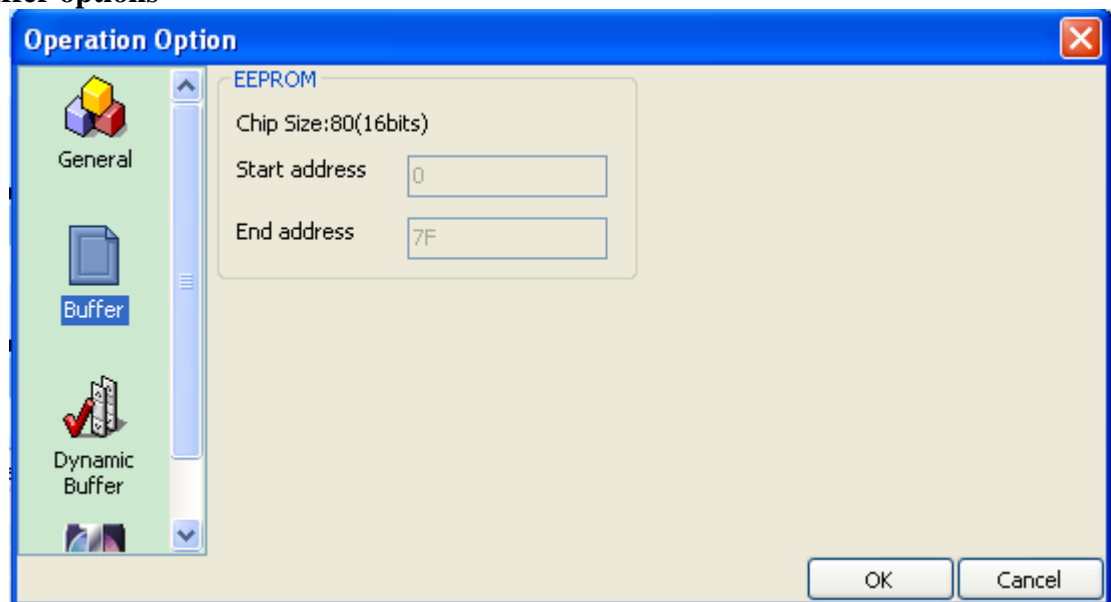 Operation Option
General
Buffer
Dynamic
Buffer
EEPROM
Chip Size:80(16bits)
Start address 0
End address 7F
OK Cancel